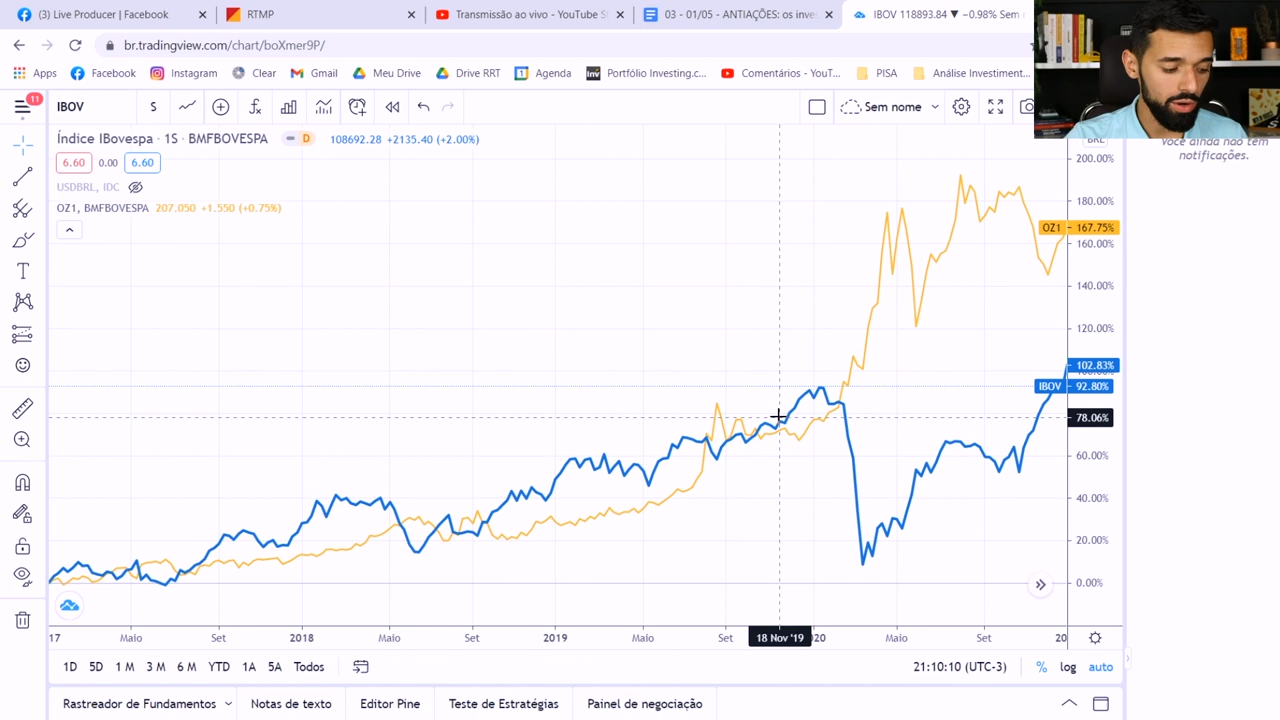 (3) Live Producer | Facebook
RTMP
Transmissão ao vivo - YouTube S
03 - 01/05 - ANTIAÇÕES: os inve
IBOV 118893.84 ▼ −0.98% Sem
br.tradingview.com/chart/boXmer9P/
Apps
Facebook
Instagram
Clear
Gmail
Meu Drive
Drive RRT
Agenda
Portfólio Investing.c...
Comentários - YouT...
PISA
Análise Investiment...
11
IBOV
S
Sem nome
Índice IBovespa · 1S · BMFBOVESPA
D
108692.28 +2135.40 (+2.00%)
6.60
0.00
6.60
USDBRL, IDC
OZ1, BMFBOVESPA 207.050 +1.550 (+0.75%)
BRL
Você ainda não tem
notificações.
200.00%
180.00%
OZ1 167.75%
160.00%
140.00%
120.00%
102.83%
IBOV 92.80%
78.06%
60.00%
40.00%
20.00%
0.00%
17
Maio
Set
2018
Maio
Set
2019
Maio
Set
18 Nov '19
020
Maio
Set
20
1D
5D
1 M
3 M
6 M
YTD
1A
5A
Todos
21:10:10 (UTC-3)
%
log
auto
Rastreador de Fundamentos
Notas de texto
Editor Pine
Teste de Estratégias
Painel de negociação